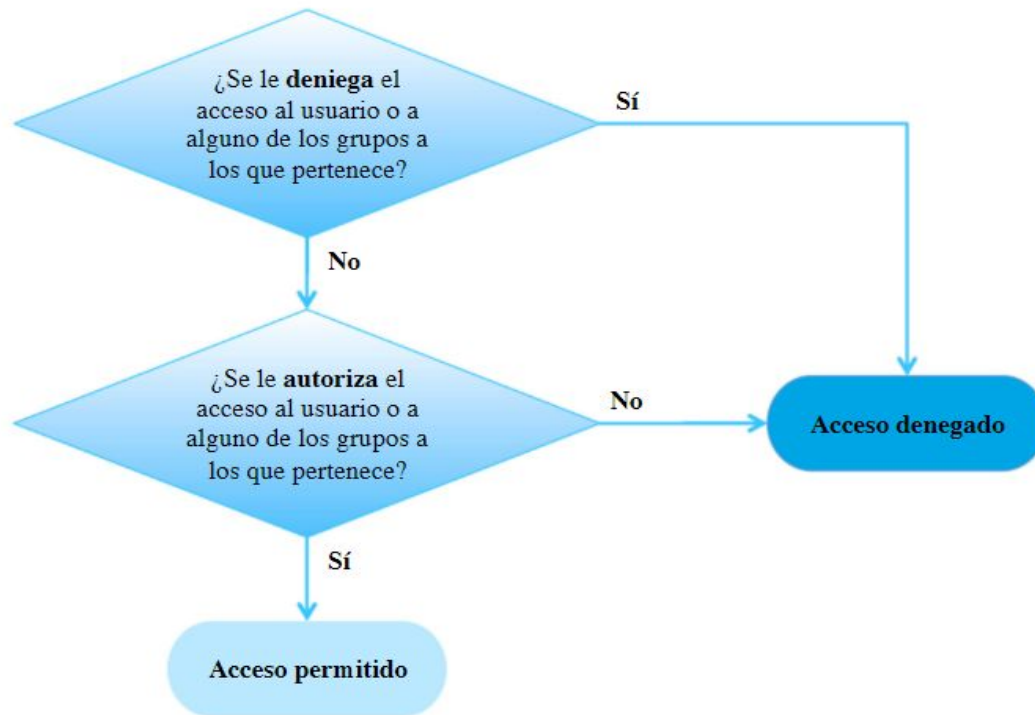 ¿Se le deniega el
acceso al usuario o a
alguno de los grupos a
los que pertenece?
Sí
No
¿Se le autoriza el
acceso al usuario o a
alguno de los grupos a
los que pertenece?
No
Acceso denegado
Sí
Acceso permitido